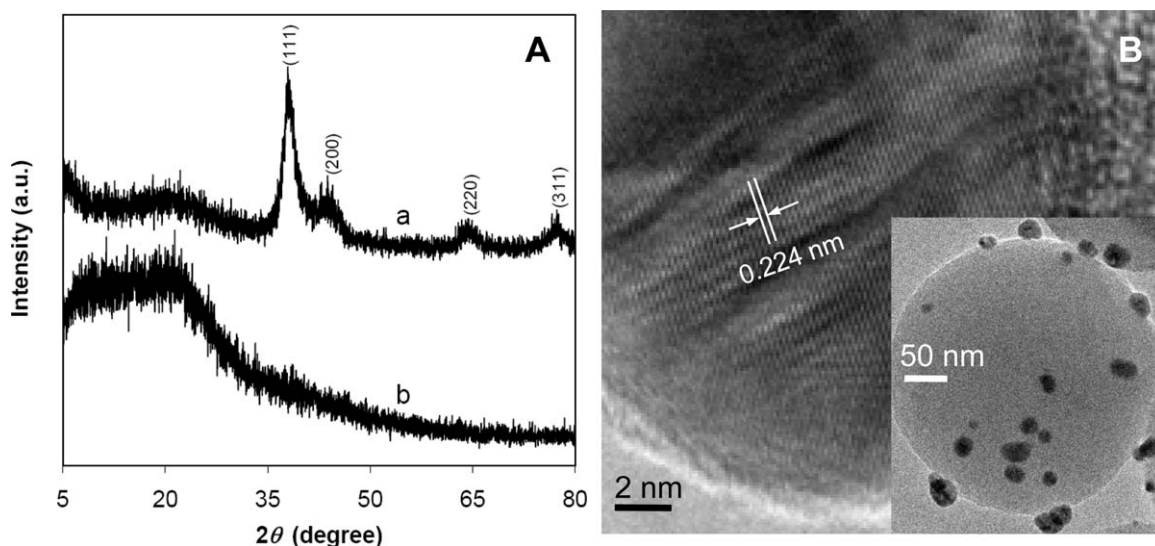 A
(111)
(200)
(220)
(311)
a
b
Intensity (a.u.)
5 20 35 50 65 80
2θ (degree)
B
0.224 nm
50 nm
2 nm